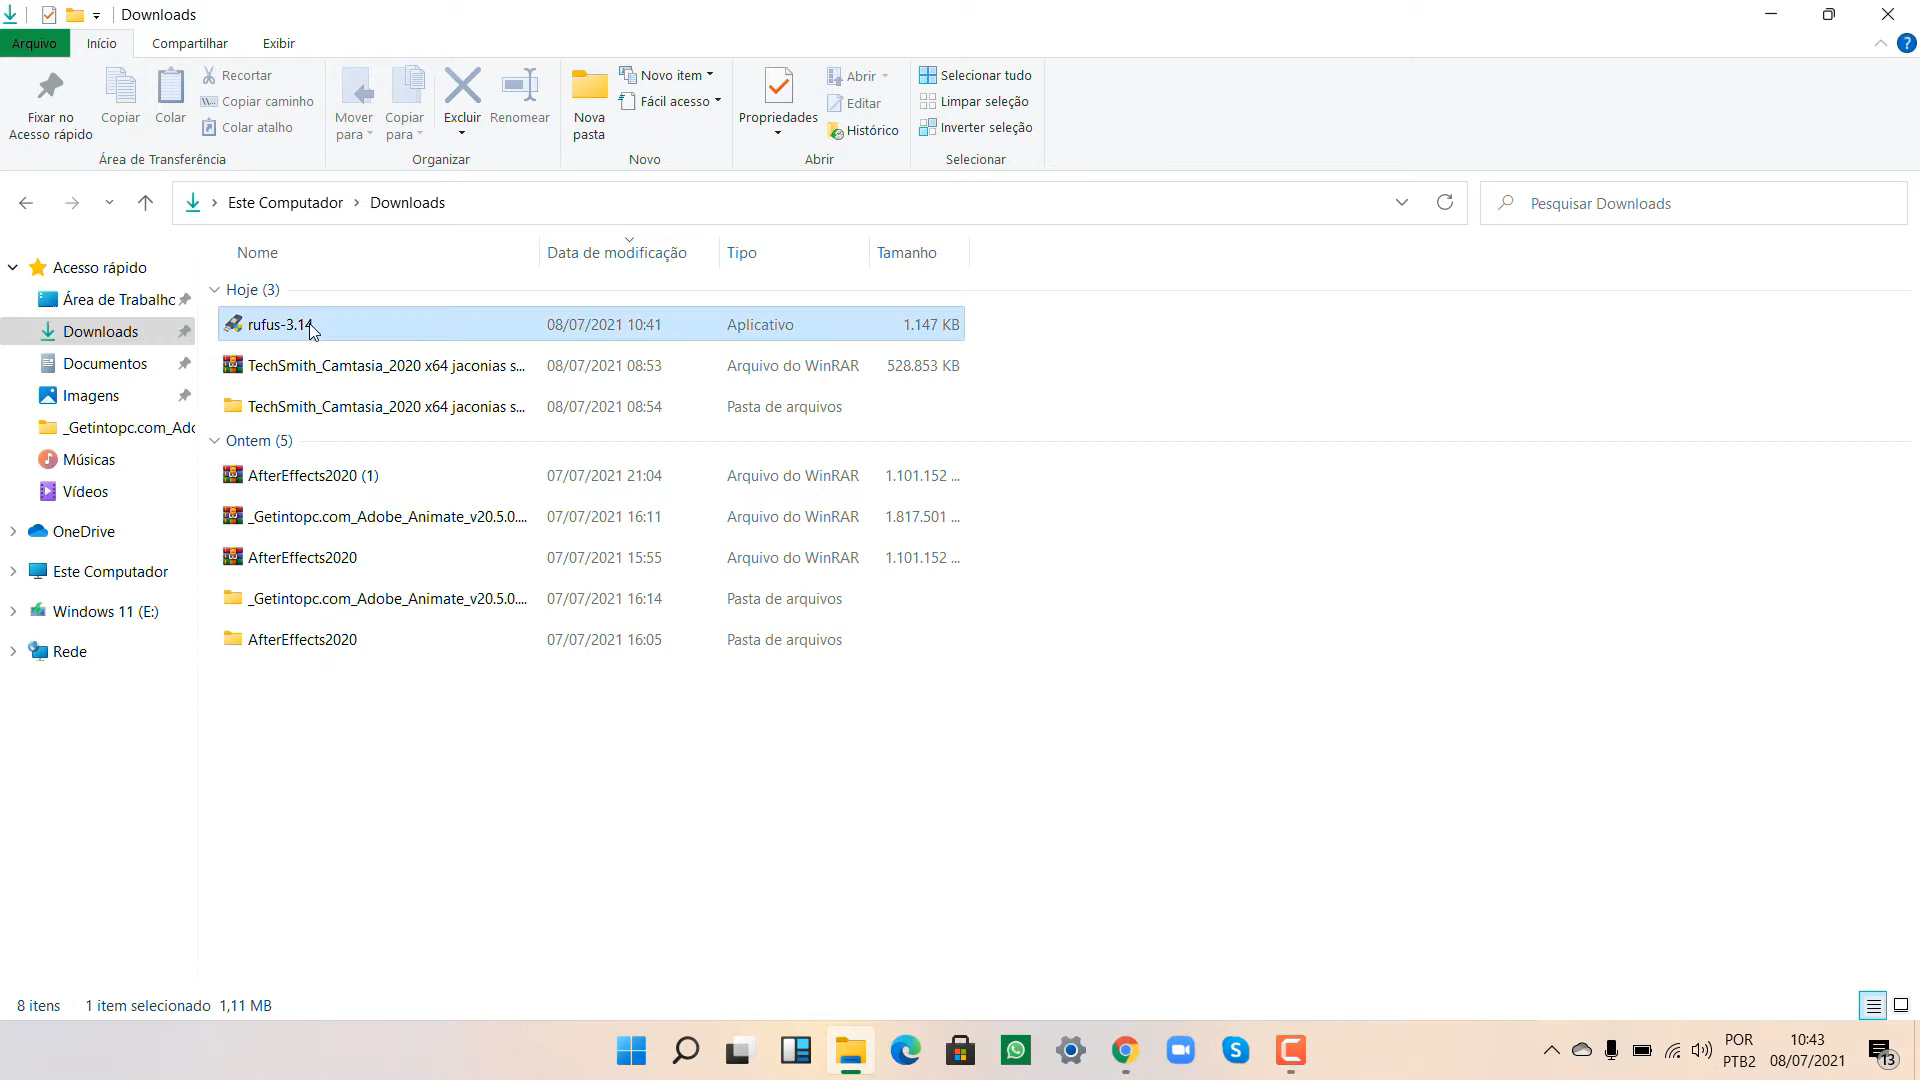 Downloads
Arquivo Início Compartilhar Exibir
Fixar no
Acesso rápido
Copiar
Colar
Recortar
Copiar caminho
Colar atalho
Área de Transferência
Mover
para
Copiar
para
Excluir
Renomear
Organizar
Nova
pasta
Novo item
Fácil acesso
Novo
Propriedades
Abrir
Editar
Histórico
Abrir
Selecionar tudo
Limpar seleção
Inverter seleção
Selecionar
Este Computador > Downloads
Pesquisar Downloads
Acesso rápido
Área de Trabalho
Downloads
Documentos
Imagens
_Getintopc.com_Ado
Músicas
Vídeos
OneDrive
Este Computador
Windows 11 (E:)
Rede
Nome Data de modificação Tipo Tamanho
Hoje (3)
rufus-3.14 08/07/2021 10:41 Aplicativo 1.147 KB
TechSmith_Camtasia_2020 x64 jaconias s... 08/07/2021 08:53 Arquivo do WinRAR 528.853 KB
TechSmith_Camtasia_2020 x64 jaconias s... 08/07/2021 08:54 Pasta de arquivos
Ontem (5)
AfterEffects2020 (1) 07/07/2021 21:04 Arquivo do WinRAR 1.101.152 ...
_Getintopc.com_Adobe_Animate_v20.5.0.... 07/07/2021 16:11 Arquivo do WinRAR 1.817.501 ...
AfterEffects2020 07/07/2021 15:55 Arquivo do WinRAR 1.101.152 ...
_Getintopc.com_Adobe_Animate_v20.5.0.... 07/07/2021 16:14 Pasta de arquivos
AfterEffects2020 07/07/2021 16:05 Pasta de arquivos
8 itens 1 item selecionado 1,11 MB
POR
PTB2
10:43
08/07/2021
13